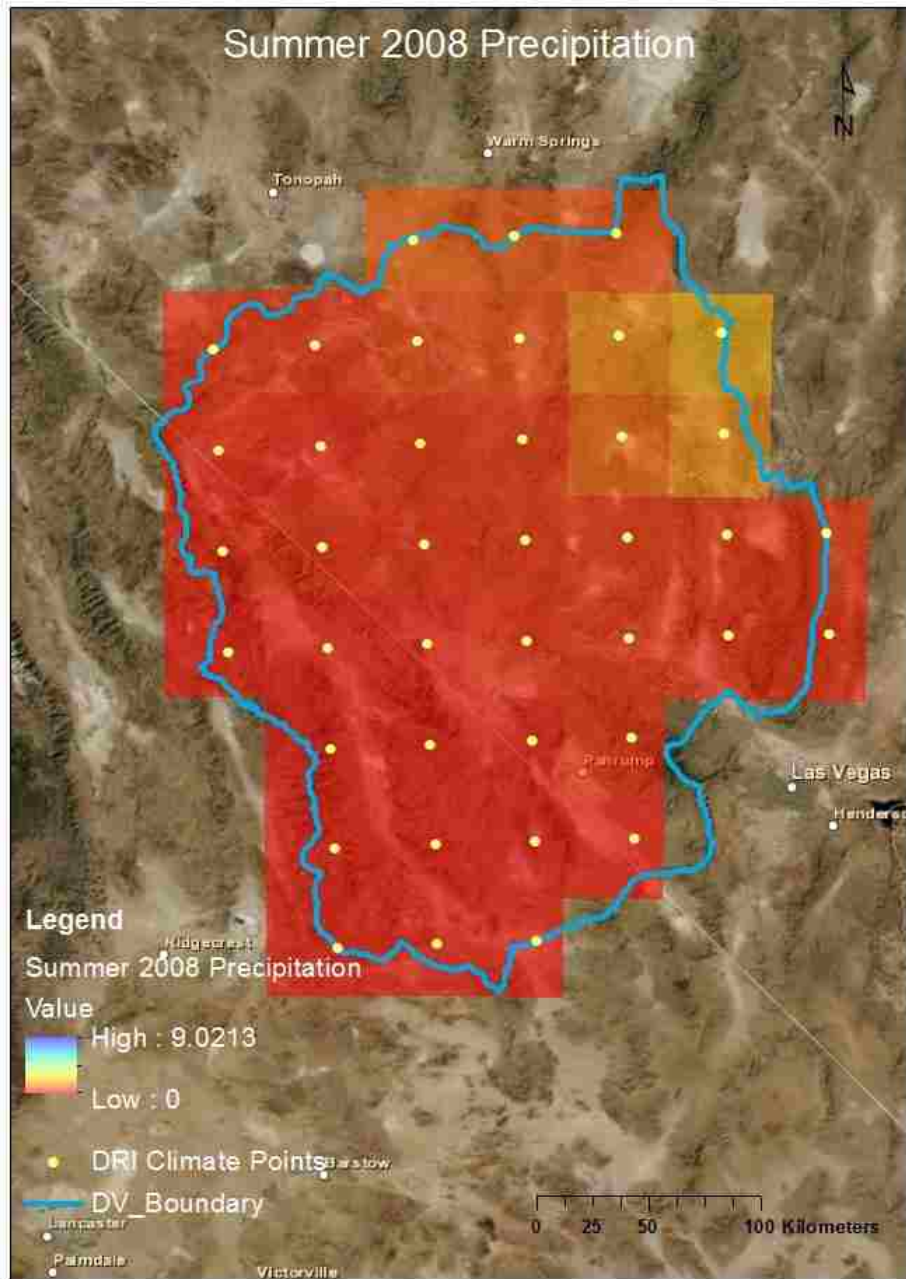 Summer 2008 Precipitation
N
Warm Springs
Tonopah
Pahrump
Las Vegas
Henderso
Legend
Ridgecrest
Summer 2008 Precipitation
Value
High : 9.0213
Low : 0
DRI Climate Points
Barstow
DV_Boundary
Lancaster
0 25 50 100 Kilometers
Palmdale
Victorville